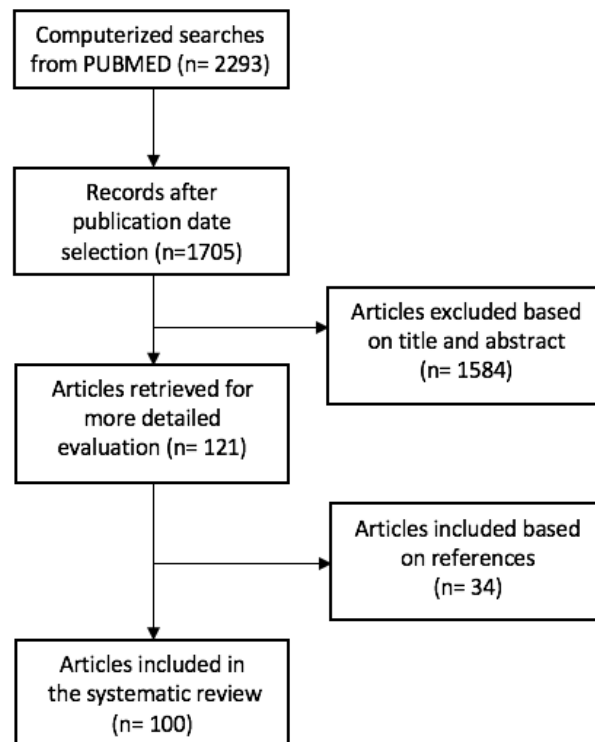 Computerized searches
from PUBMED (n= 2293)
Records after
publication date
selection (n=1705)
Articles excluded based
on title and abstract
(n= 1584)
Articles retrieved for
more detailed
evaluation (n= 121)
Articles included based
on references
(n= 34)
Articles included in
the systematic review
(n= 100)